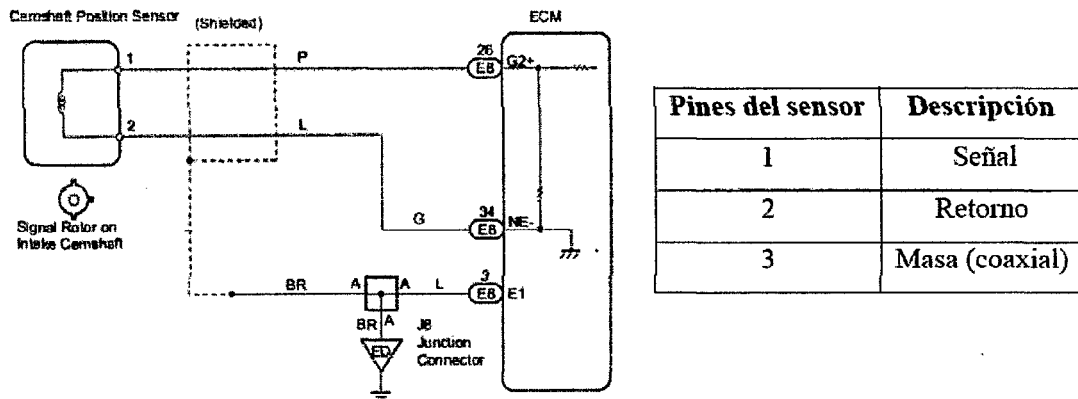 Camshaft Position Sensor
(Shielded)
ECM
1
P
26
E8
G2+
2
L
G
34
E8
NE-
Signal Rotor on
Intake Camshaft
BR
A
A
L
3
E8
E1
BR
A
J8
Junction
Connector
ED
Pines del sensor Descripción
1 Señal
2 Retorno
3 Masa (coaxial)